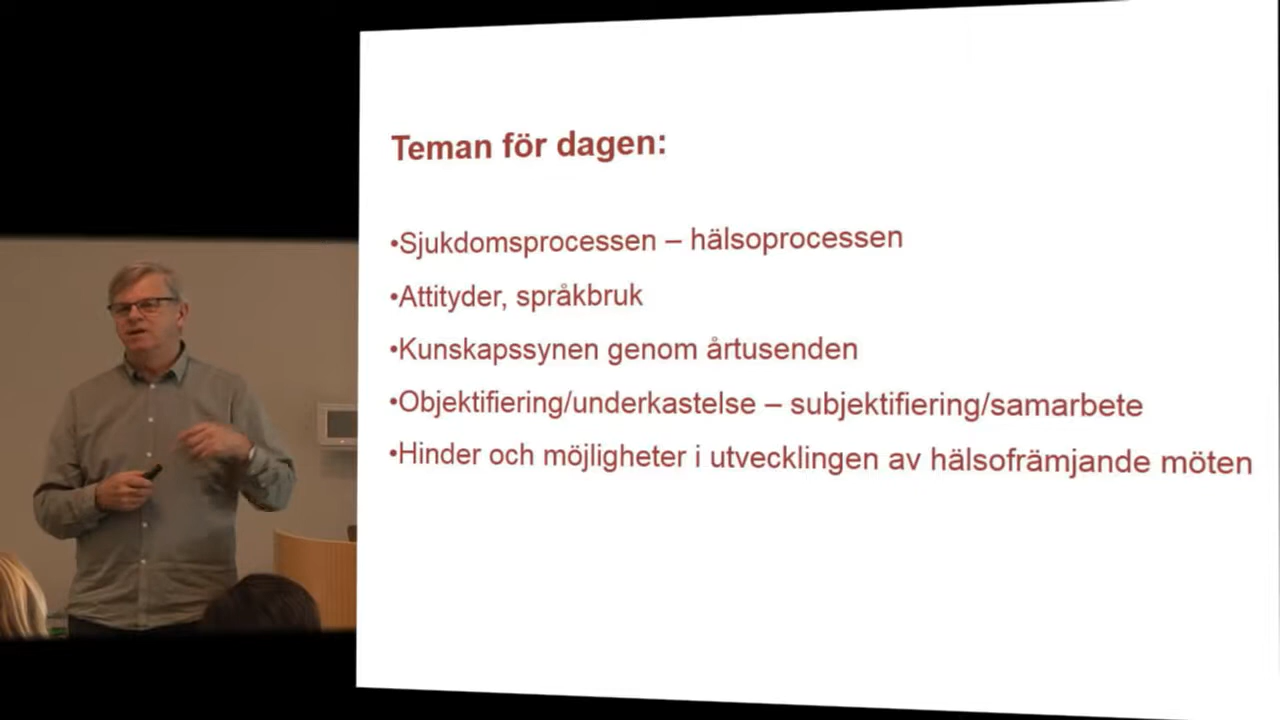 Teman för dagen:
•Sjukdomsprocessen – hälsoprocessen
•Attityder, språkbruk
•Kunskapssynen genom årtusenden
•Objektifiering/underkastelse – subjektifiering/samarbete
•Hinder och möjligheter i utvecklingen av hälsofrämjande möten